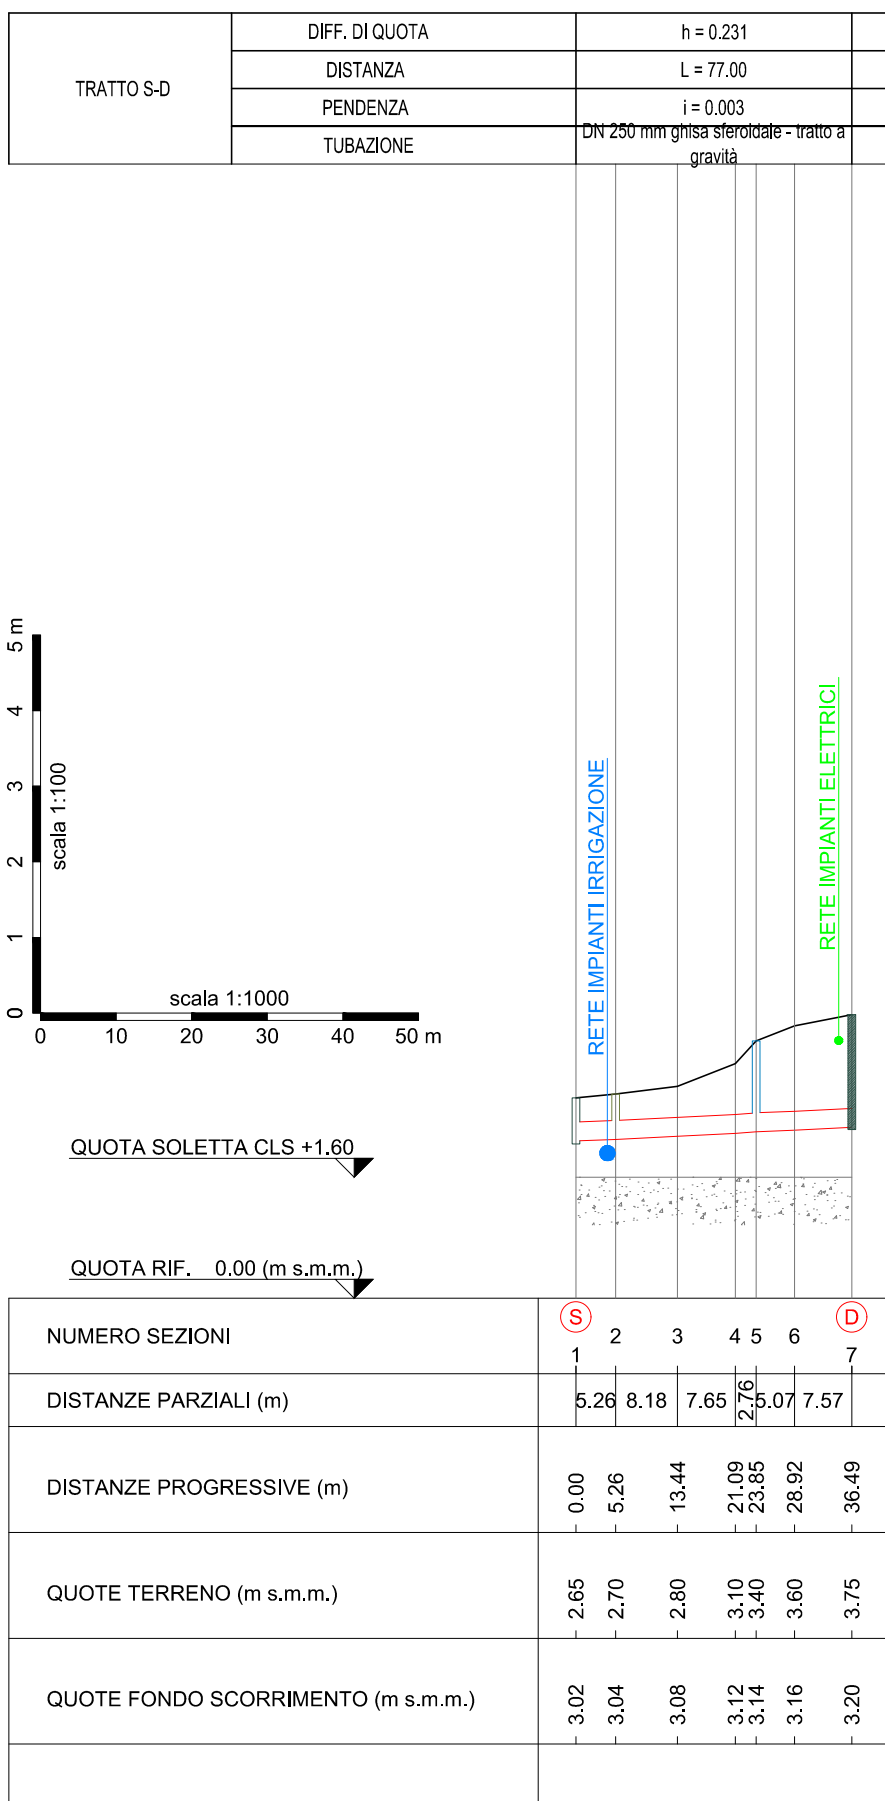 TRATTO S-D
DIFF. DI QUOTA
h = 0.231
DISTANZA
L = 77.00
PENDENZA
i = 0.003
TUBAZIONE
DN 250 mm ghisa sferoidale - tratto a
gravità
5 m
4
3
2
1
0
scala 1:100
scala 1:1000
0 10 20 30 40 50 m
RETE IMPIANTI IRRIGAZIONE
RETE IMPIANTI ELETTRICI
QUOTA SOLETTA CLS +1.60
QUOTA RIF. 0.00 (m s.m.m.)
NUMERO SEZIONI
S D
1 2 3 4 5 6 7
DISTANZE PARZIALI (m)
5.26 8.18 7.65 2.76 5.07 7.57
DISTANZE PROGRESSIVE (m)
0.00 5.26 13.44 21.09 23.85 28.92 36.49
QUOTE TERRENO (m s.m.m.)
2.65 2.70 2.80 3.10 3.40 3.60 3.75
QUOTE FONDO SCORRIMENTO (m s.m.m.)
3.02 3.04 3.08 3.12 3.14 3.16 3.20